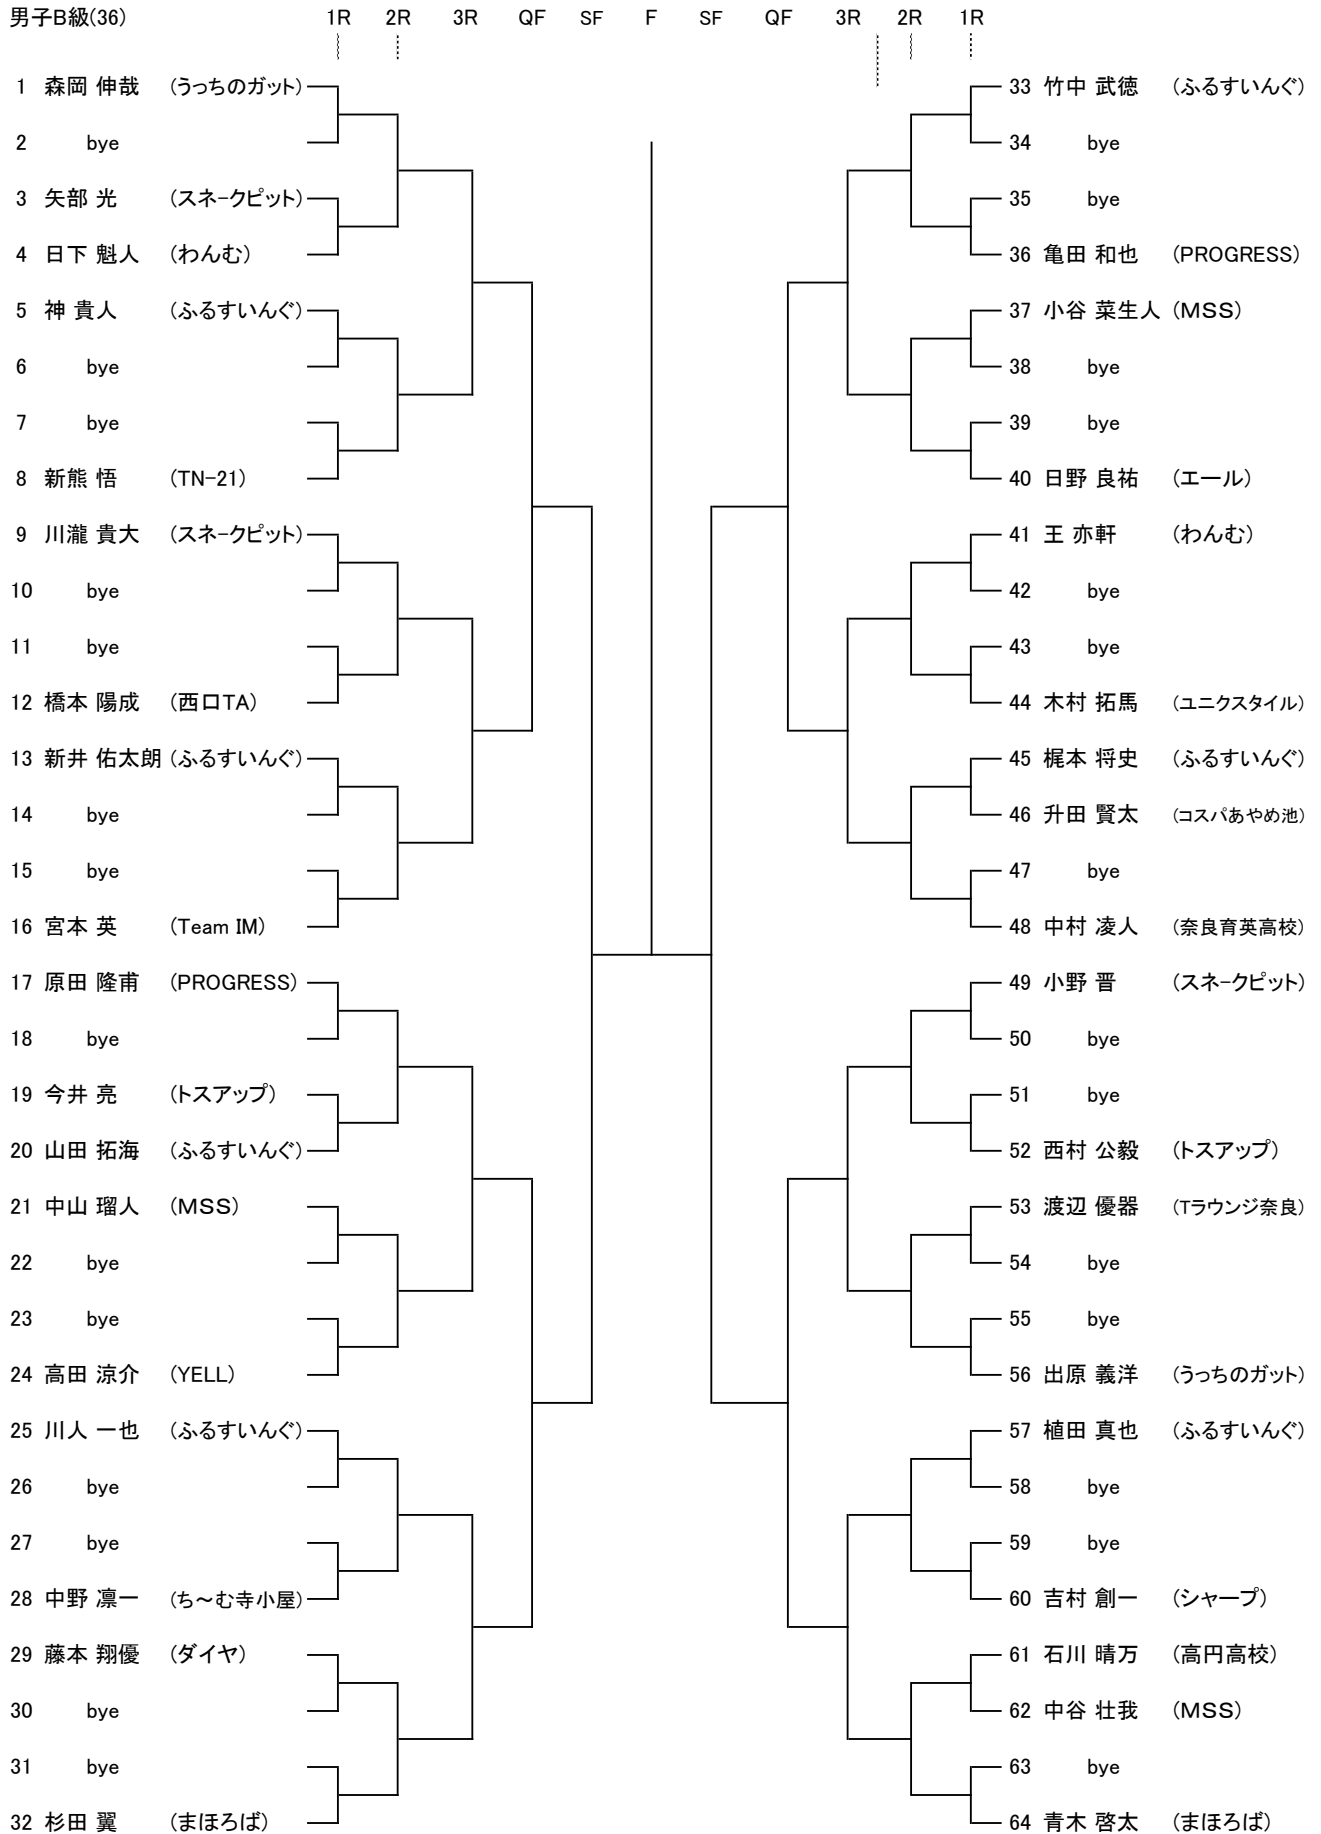 男子B級(36) 1R 2R 3R QF SF F SF QF 3R 2R 1R
1 森岡 伸哉 (うっちのガット)
2 bye
3 矢部 光 (スネークピット)
4 日下 魁人 (わんむ)
5 神 貴人 (ふるすいんぐ)
6 bye
7 bye
8 新熊 悟 (TN-21)
9 川瀧 貴大 (スネークピット)
10 bye
11 bye
12 橋本 陽成 (西口TA)
13 新井 佑太朗 (ふるすいんぐ)
14 bye
15 bye
16 宮本 英 (Team IM)
17 原田 隆甫 (PROGRESS)
18 bye
19 今井 亮 (トスアップ)
20 山田 拓海 (ふるすいんぐ)
21 中山 瑠人 (MSS)
22 bye
23 bye
24 高田 涼介 (YELL)
25 川人 一也 (ふるすいんぐ)
26 bye
27 bye
28 中野 凛一 (ち～む寺小屋)
29 藤本 翔優 (ダイヤ)
30 bye
31 bye
32 杉田 翼 (まほろば)
33 竹中 武徳 (ふるすいんぐ)
34 bye
35 bye
36 亀田 和也 (PROGRESS)
37 小谷 菜生人 (MSS)
38 bye
39 bye
40 日野 良祐 (エール)
41 王 亦軒 (わんむ)
42 bye
43 bye
44 木村 拓馬 (ユニクスタイル)
45 梶本 将史 (ふるすいんぐ)
46 升田 賢太 (コスパあやめ池)
47 bye
48 中村 凌人 (奈良育英高校)
49 小野 晋 (スネークピット)
50 bye
51 bye
52 西村 公毅 (トスアップ)
53 渡辺 優器 (Tラウンジ奈良)
54 bye
55 bye
56 出原 義洋 (うっちのガット)
57 植田 真也 (ふるすいんぐ)
58 bye
59 bye
60 吉村 創一 (シャープ)
61 石川 晴万 (高円高校)
62 中谷 壮我 (MSS)
63 bye
64 青木 啓太 (まほろば)